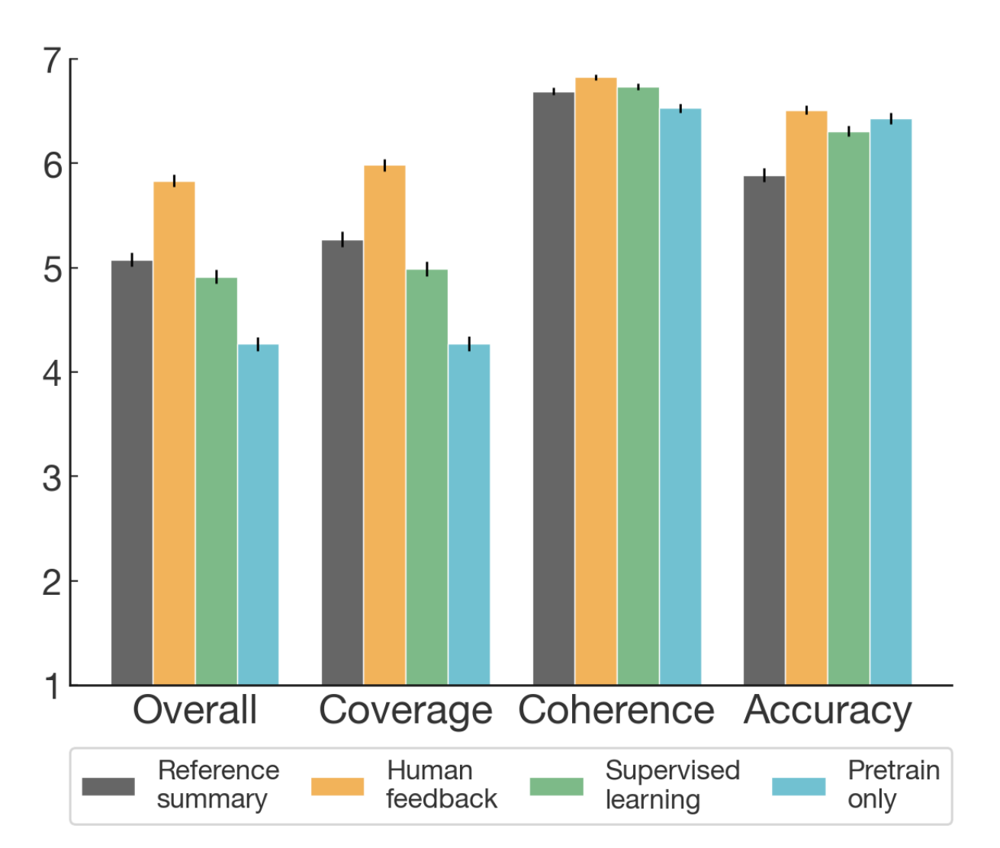 7
6
5
4
3
2
1
Overall Coverage Coherence Accuracy
Reference summary
Human feedback
Supervised learning
Pretrain only